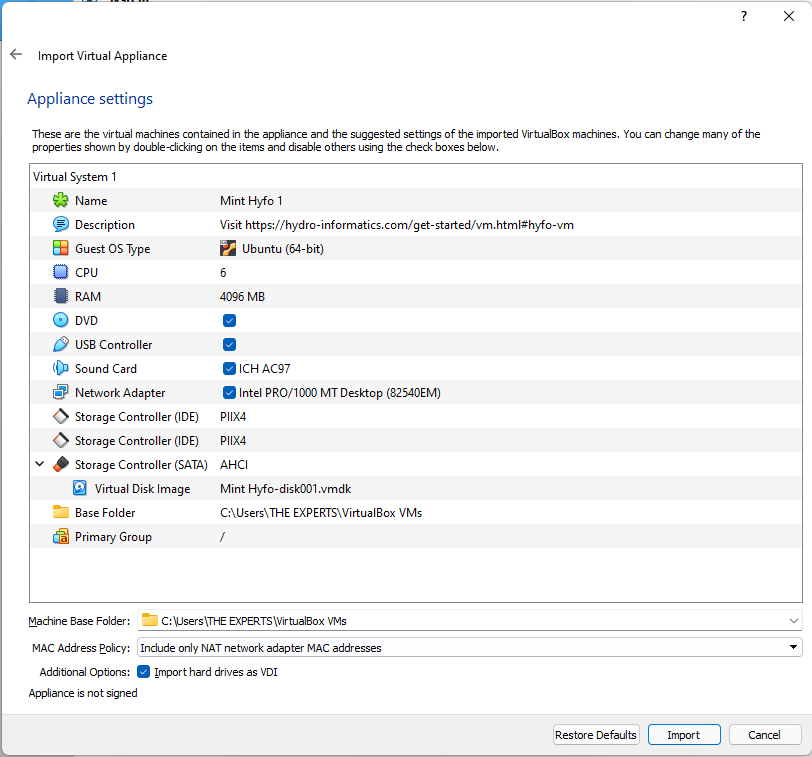 ?
Import Virtual Appliance
Appliance settings
These are the virtual machines contained in the appliance and the suggested settings of the imported VirtualBox machines. You can change many of the
properties shown by double-clicking on the items and disable others using the check boxes below.
Virtual System 1
Name Mint Hyfo 1
Description Visit https://hydro-informatics.com/get-started/vm.html#hyfo-vm
Guest OS Type Ubuntu (64-bit)
CPU 6
RAM 4096 MB
DVD
USB Controller
Sound Card ICH AC97
Network Adapter Intel PRO/1000 MT Desktop (82540EM)
Storage Controller (IDE) PIIX4
Storage Controller (IDE) PIIX4
Storage Controller (SATA) AHCI
Virtual Disk Image Mint Hyfo-disk001.vmdk
Base Folder C:\Users\THE EXPERTS\VirtualBox VMs
Primary Group /
Machine Base Folder: C:\Users\THE EXPERTS\VirtualBox VMs
MAC Address Policy: Include only NAT network adapter MAC addresses
Additional Options: Import hard drives as VDI
Appliance is not signed
Restore Defaults Import Cancel